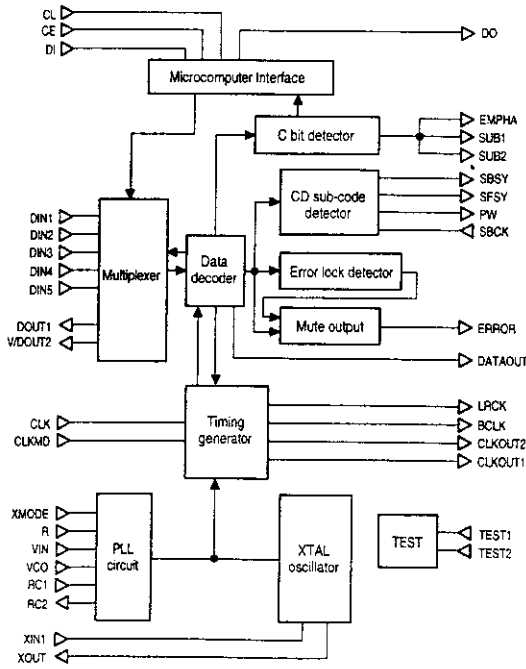 CL
CE
DI
DO
Microcomputer Interface
C bit detector
EMPHA
SUB1
SUB2
CD sub-code
detector
SBSY
SFSY
PW
SBCK
DIN1
DIN2
DIN3
DIN4
DIN5
Multiplexer
Data
decoder
Error lock detector
Mute output
ERROR
DOUT1
V/DOUT2
DATAOUT
CLK
CLKMD
Timing
generator
LRCK
BCLK
CLKOUT2
CLKOUT1
XMODE
R
VIN
VCO
RC1
RC2
PLL
circuit
XTAL
oscillator
TEST
TEST1
TEST2
XIN1
XOUT